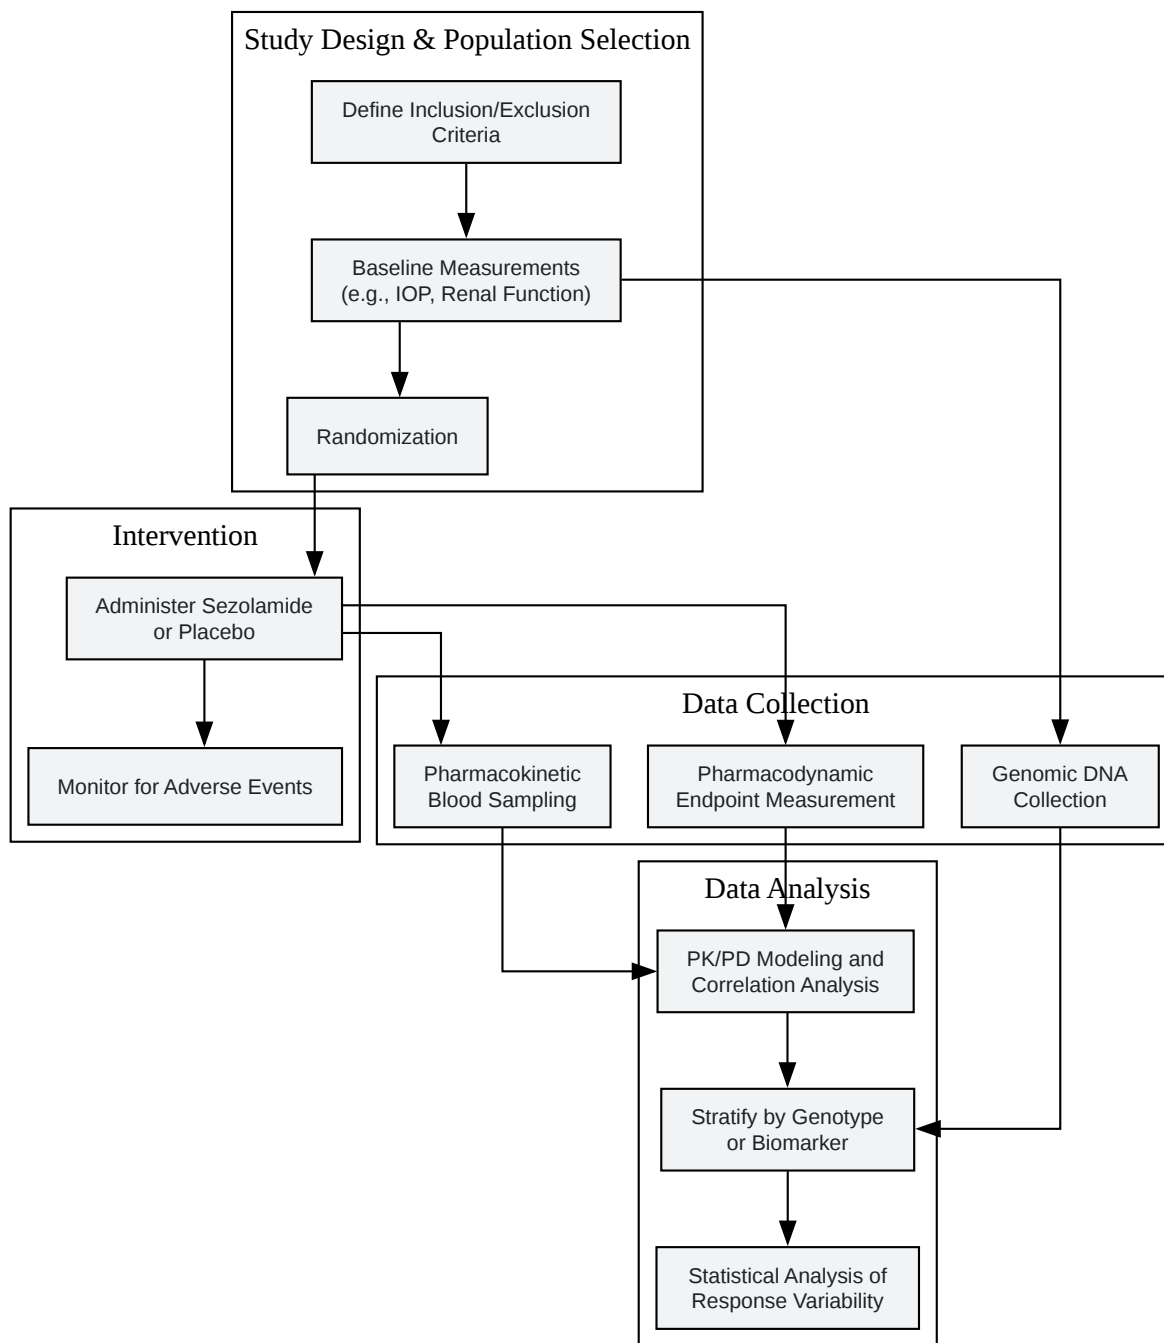 Study Design & Population Selection
Define Inclusion/Exclusion
Criteria
Baseline Measurements
(e.g., IOP, Renal Function)
Randomization
Intervention
Administer Sezolamide
or Placebo
Monitor for Adverse Events
Data Collection
Pharmacokinetic
Blood Sampling
Pharmacodynamic
Endpoint Measurement
Genomic DNA
Collection
Data Analysis
PK/PD Modeling and
Correlation Analysis
Stratify by Genotype
or Biomarker
Statistical Analysis of
Response Variability